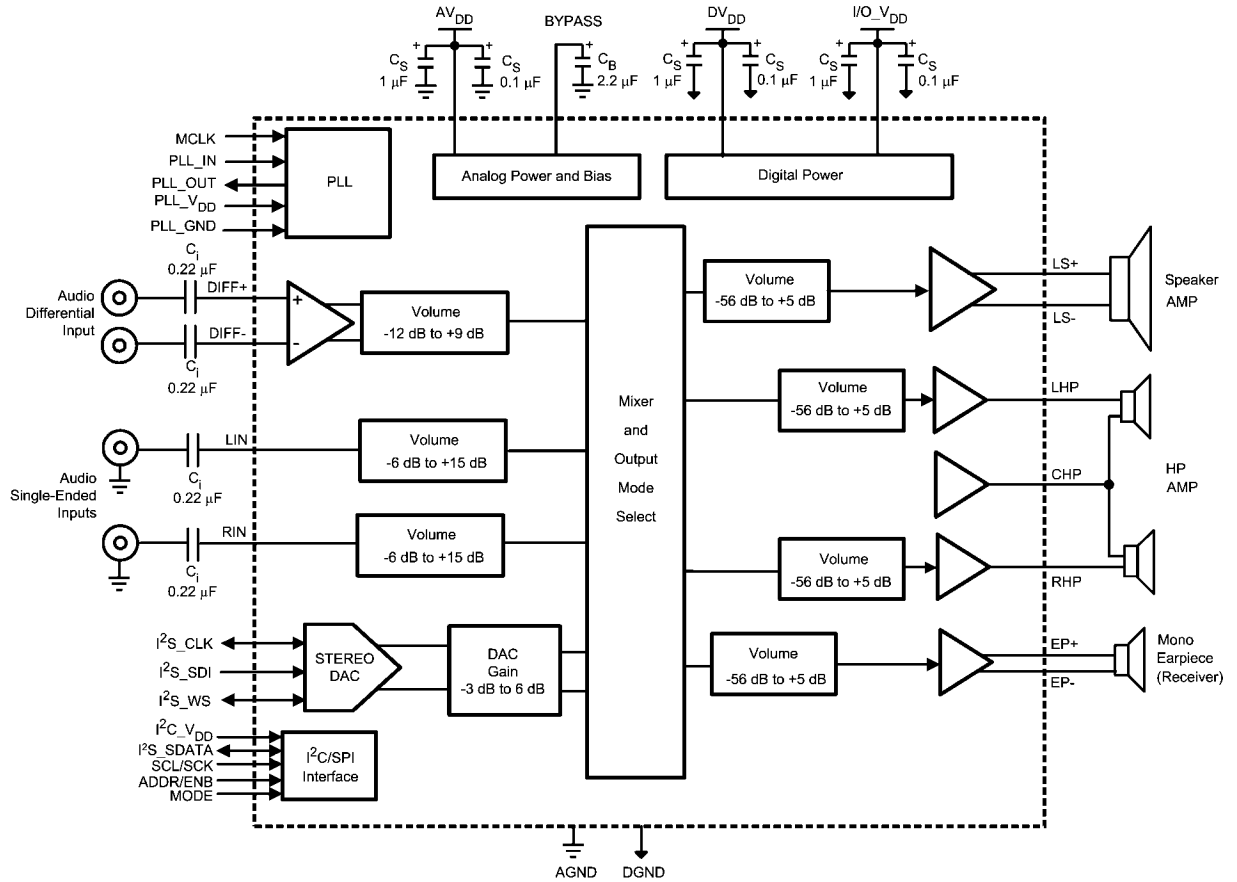 AVDD
BYPASS
DVDD
I/O_VDD
+
CS
1 µF
CS
0.1 µF
+
CB
2.2 µF
+
CS
1 µF
+
CS
0.1 µF
+
CS
1 µF
+
CS
0.1 µF
MCLK
PLL_IN
PLL_OUT
PLL_VDD
PLL_GND
PLL
Analog Power and Bias
Digital Power
Ci
0.22 µF
Audio
Differential
Input
DIFF+
DIFF-
Ci
0.22 µF
+
-
Volume
-12 dB to +9 dB
LIN
Ci
0.22 µF
Volume
-6 dB to +15 dB
Audio
Single-Ended
Inputs
RIN
Ci
0.22 µF
Volume
-6 dB to +15 dB
I²S_CLK
I²S_SDI
I²S_WS
STEREO
DAC
DAC
Gain
-3 dB to 6 dB
I²C_VDD
I²S_SDATA
SCL/SCK
ADDR/ENB
MODE
I²C/SPI
Interface
Mixer
and
Output
Mode
Select
Volume
-56 dB to +5 dB
LS+
LS-
Speaker
AMP
Volume
-56 dB to +5 dB
LHP
CHP
HP
AMP
Volume
-56 dB to +5 dB
RHP
Volume
-56 dB to +5 dB
EP+
EP-
Mono
Earpiece
(Receiver)
AGND
DGND